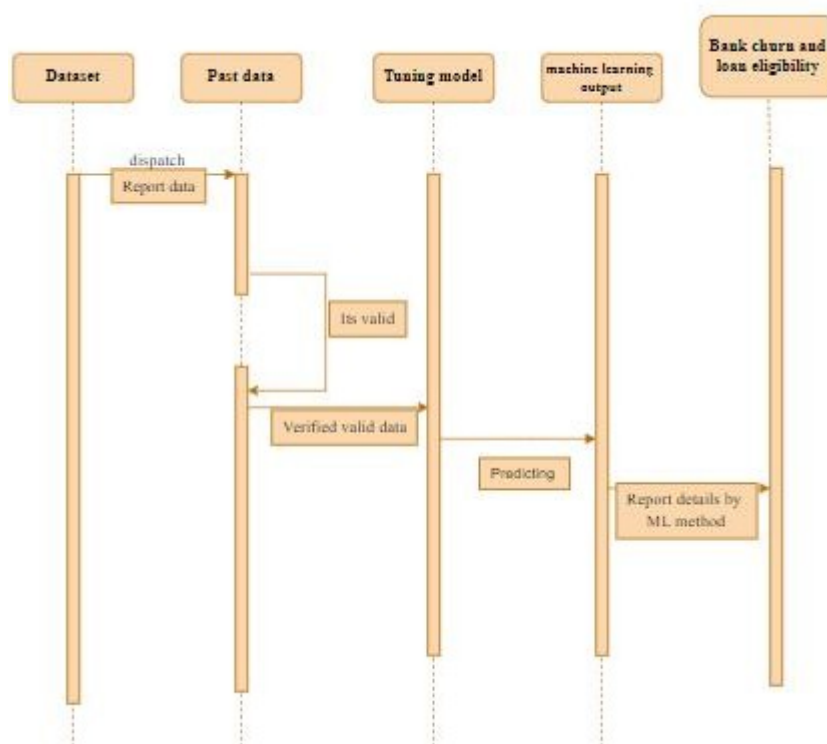 Dataset
Past data
Tuning model
machine learning
output
Bank churn and
loan eligibility
dispatch
Report data
Its valid
Verified valid data
Predicting
Report details by
ML method